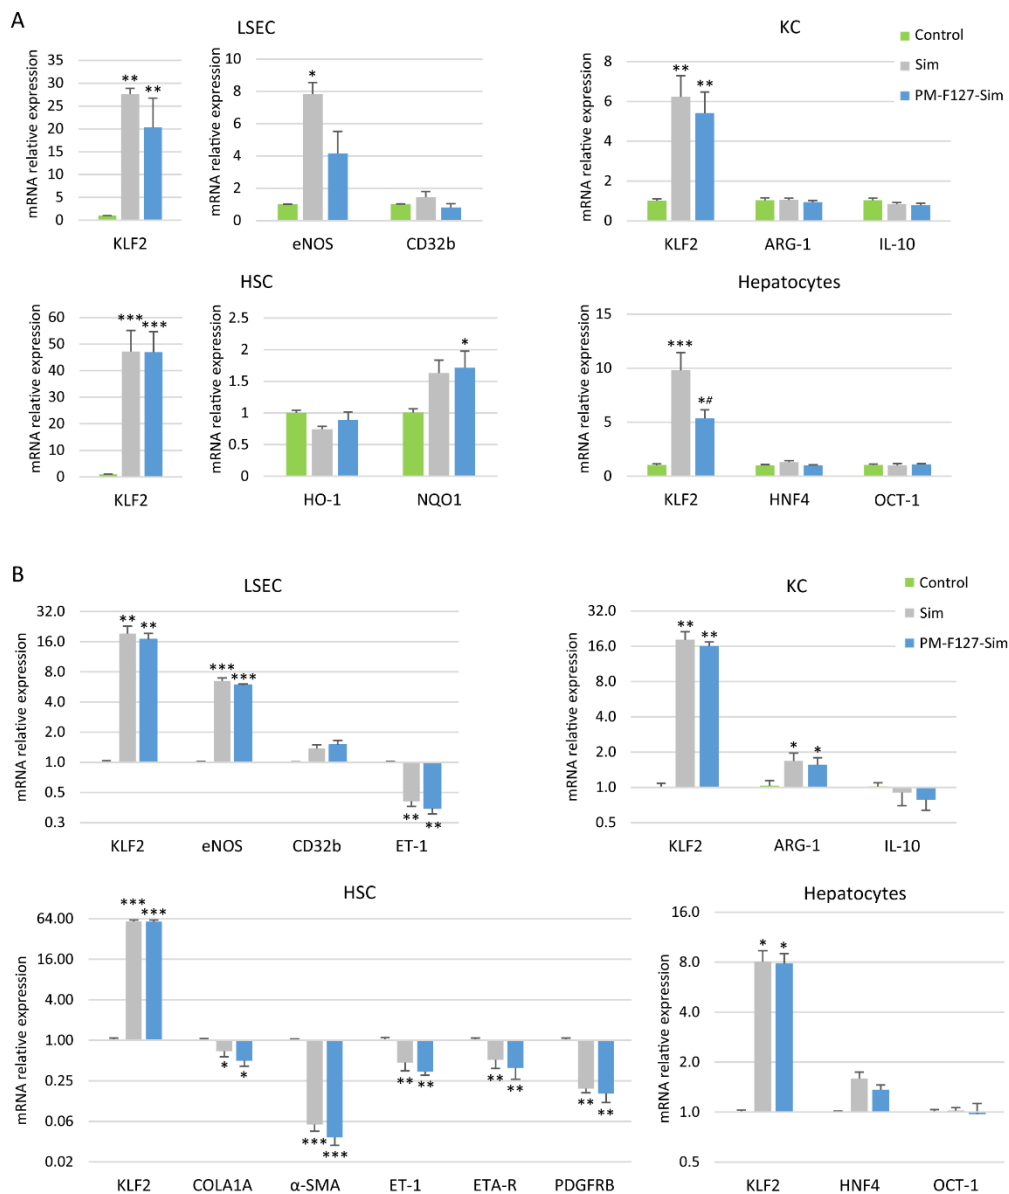 A
LSEC
KC
Control
Sim
PM-F127-Sim
mRNA relative expression
35
30
25
20
15
10
5
0
** **
KLF2
mRNA relative expression
10
8
6
4
2
0
*
eNOS CD32b
mRNA relative expression
8
6
4
2
0
** **
KLF2 ARG-1 IL-10
HSC
Hepatocytes
mRNA relative expression
60
50
40
30
20
10
0
*** ***
KLF2
mRNA relative expression
2.5
2
1.5
1
0.5
0
*
HO-1 NQO1
mRNA relative expression
15
10
5
0
***
*#
KLF2 HNF4 OCT-1
B
LSEC
KC
Control
Sim
PM-F127-Sim
mRNA relative expression
32.0
16.0
8.0
4.0
2.0
1.0
0.5
0.3
** **
*** ***
** **
KLF2 eNOS CD32b ET-1
mRNA relative expression
32.0
16.0
8.0
4.0
2.0
1.0
0.5
** **
* *
KLF2 ARG-1 IL-10
HSC
Hepatocytes
mRNA relative expression
64.00
16.00
4.00
1.00
0.25
0.06
0.02
*** ***
* *
*** ***
** **
** **
** **
KLF2 COLA1A α-SMA ET-1 ETA-R PDGFRB
mRNA relative expression
16.0
8.0
4.0
2.0
1.0
0.5
* *
KLF2 HNF4 OCT-1